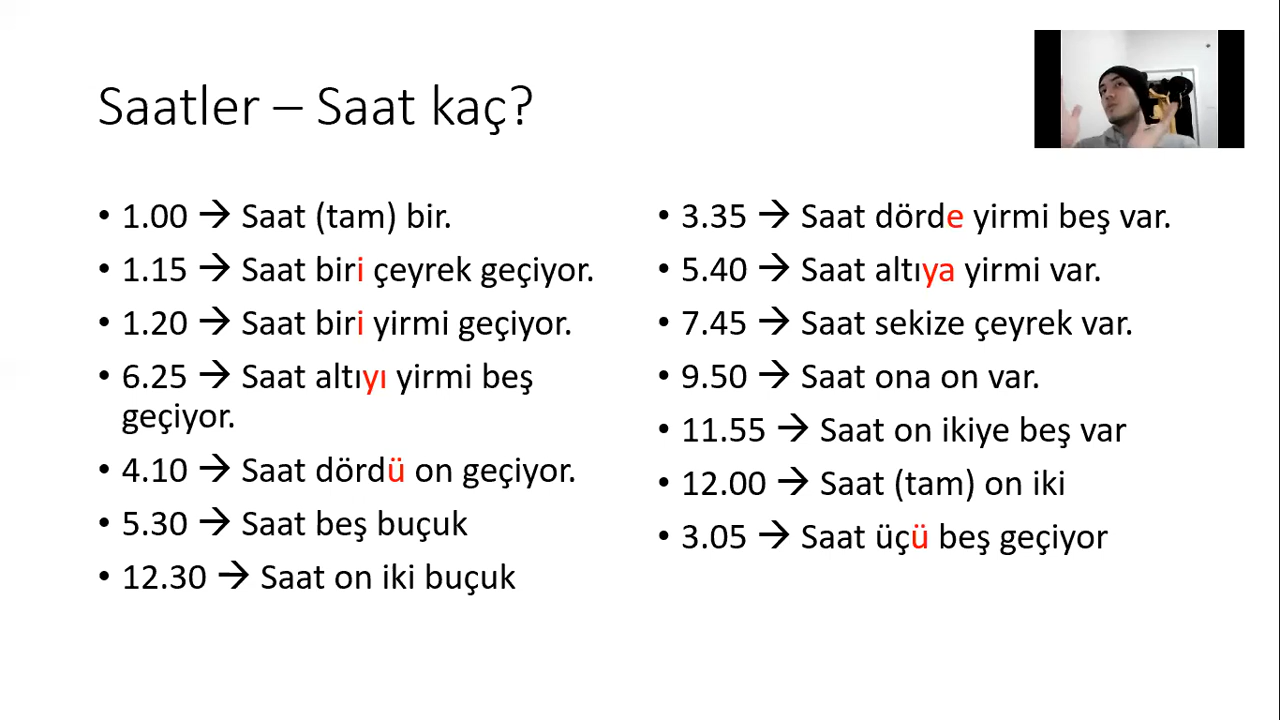 Saatler – Saat kaç?
• 1.00 → Saat (tam) bir.
• 1.15 → Saat biri çeyrek geçiyor.
• 1.20 → Saat biri yirmi geçiyor.
• 6.25 → Saat altıyı yirmi beş
geçiyor.
• 4.10 → Saat dördü on geçiyor.
• 5.30 → Saat beş buçuk
• 12.30 → Saat on iki buçuk
• 3.35 → Saat dörde yirmi beş var.
• 5.40 → Saat altıya yirmi var.
• 7.45 → Saat sekize çeyrek var.
• 9.50 → Saat ona on var.
• 11.55 → Saat on ikiye beş var
• 12.00 → Saat (tam) on iki
• 3.05 → Saat üçü beş geçiyor